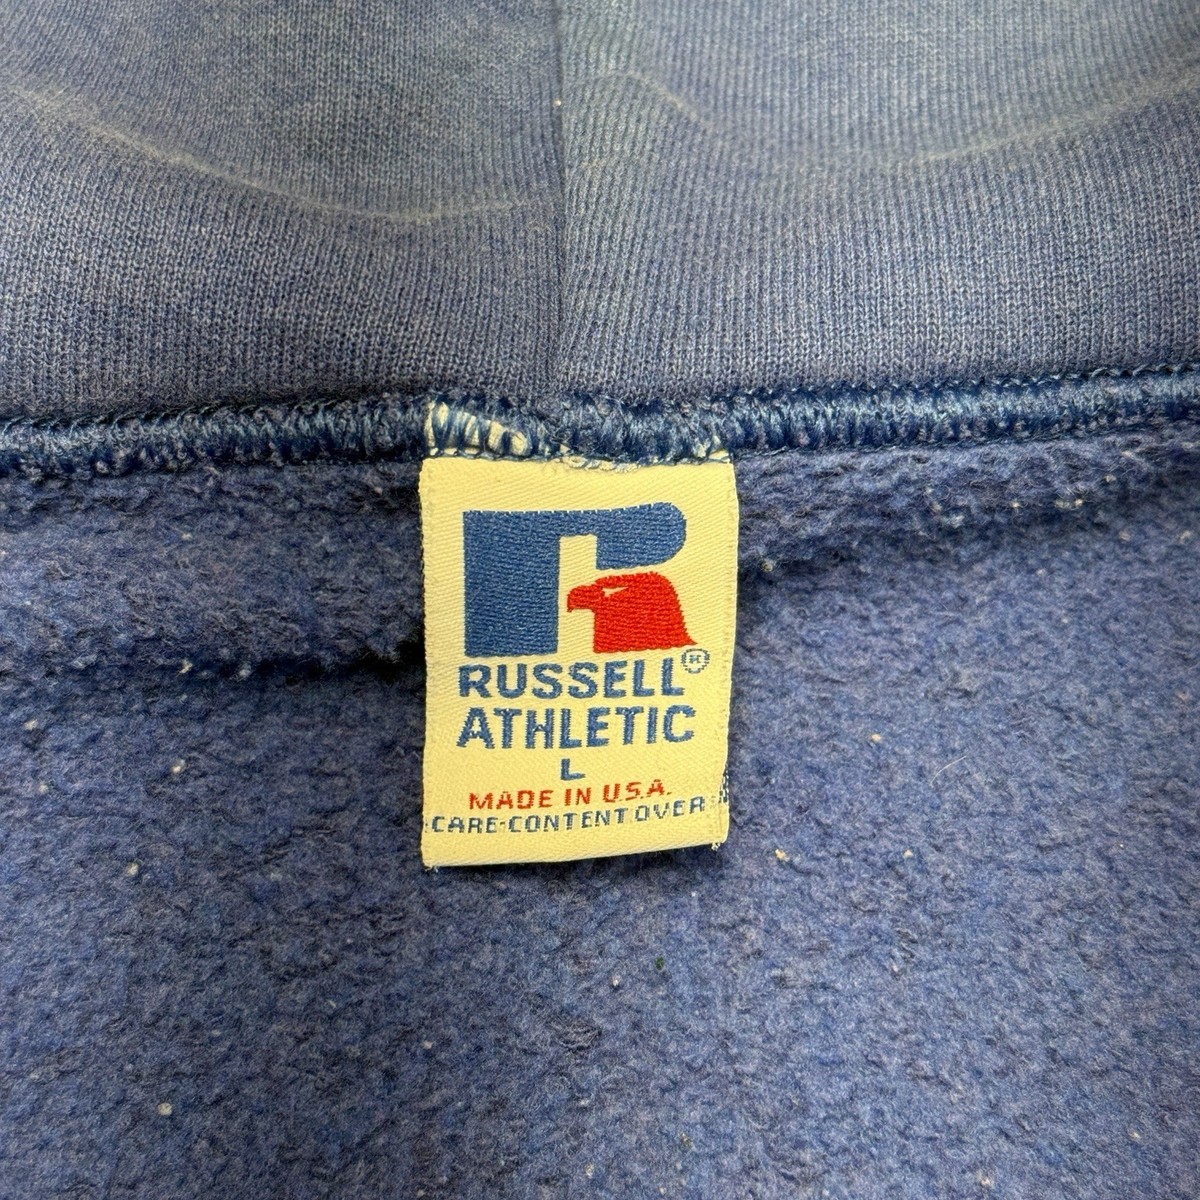 RUSSELL®
ATHLETIC
L
MADE IN U.S.A.
CARE-CONTENT OVER